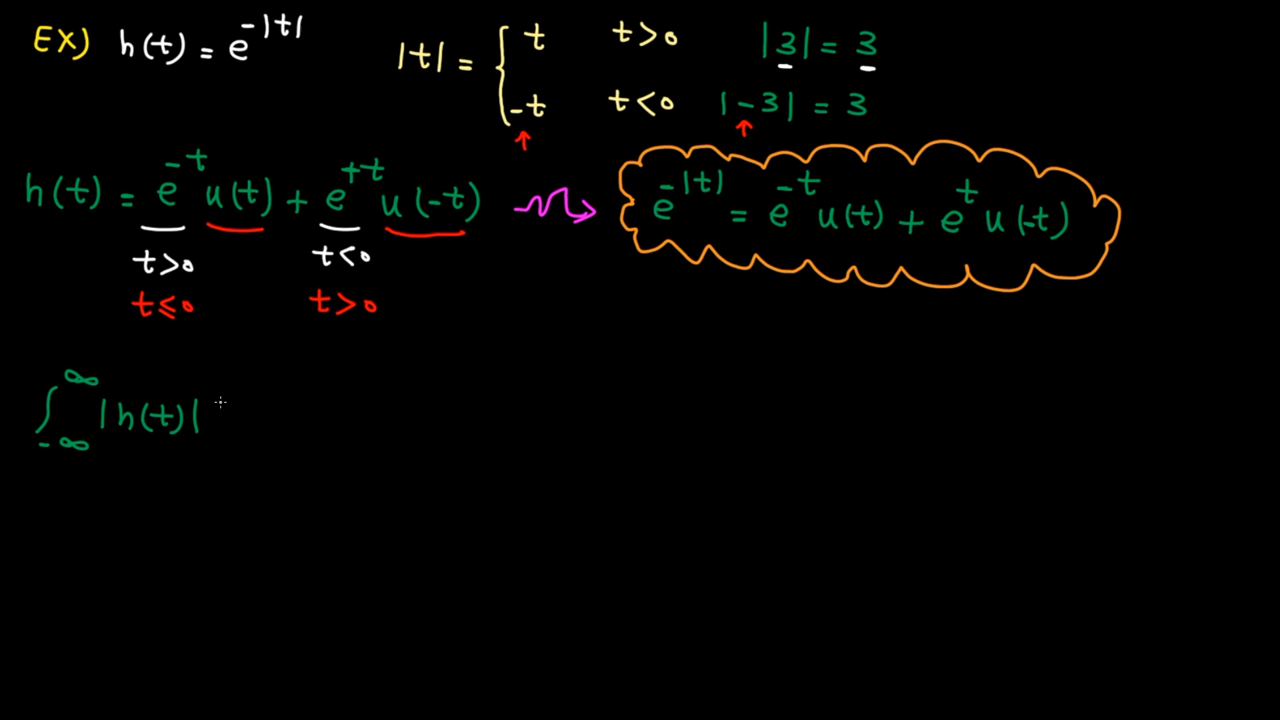 EX) h(t) = e^{-|t|} |t| = { t t>0 |3| = 3
-t t<0 |-3| = 3
h(t) = e^{-t} u(t) + e^{+t} u(-t) e^{-|t|} = e^{-t} u(t) + e^{t} u(-t)
t>0 t<0
t≤0 t>0
∫_{-∞}^{∞} |h(t)|